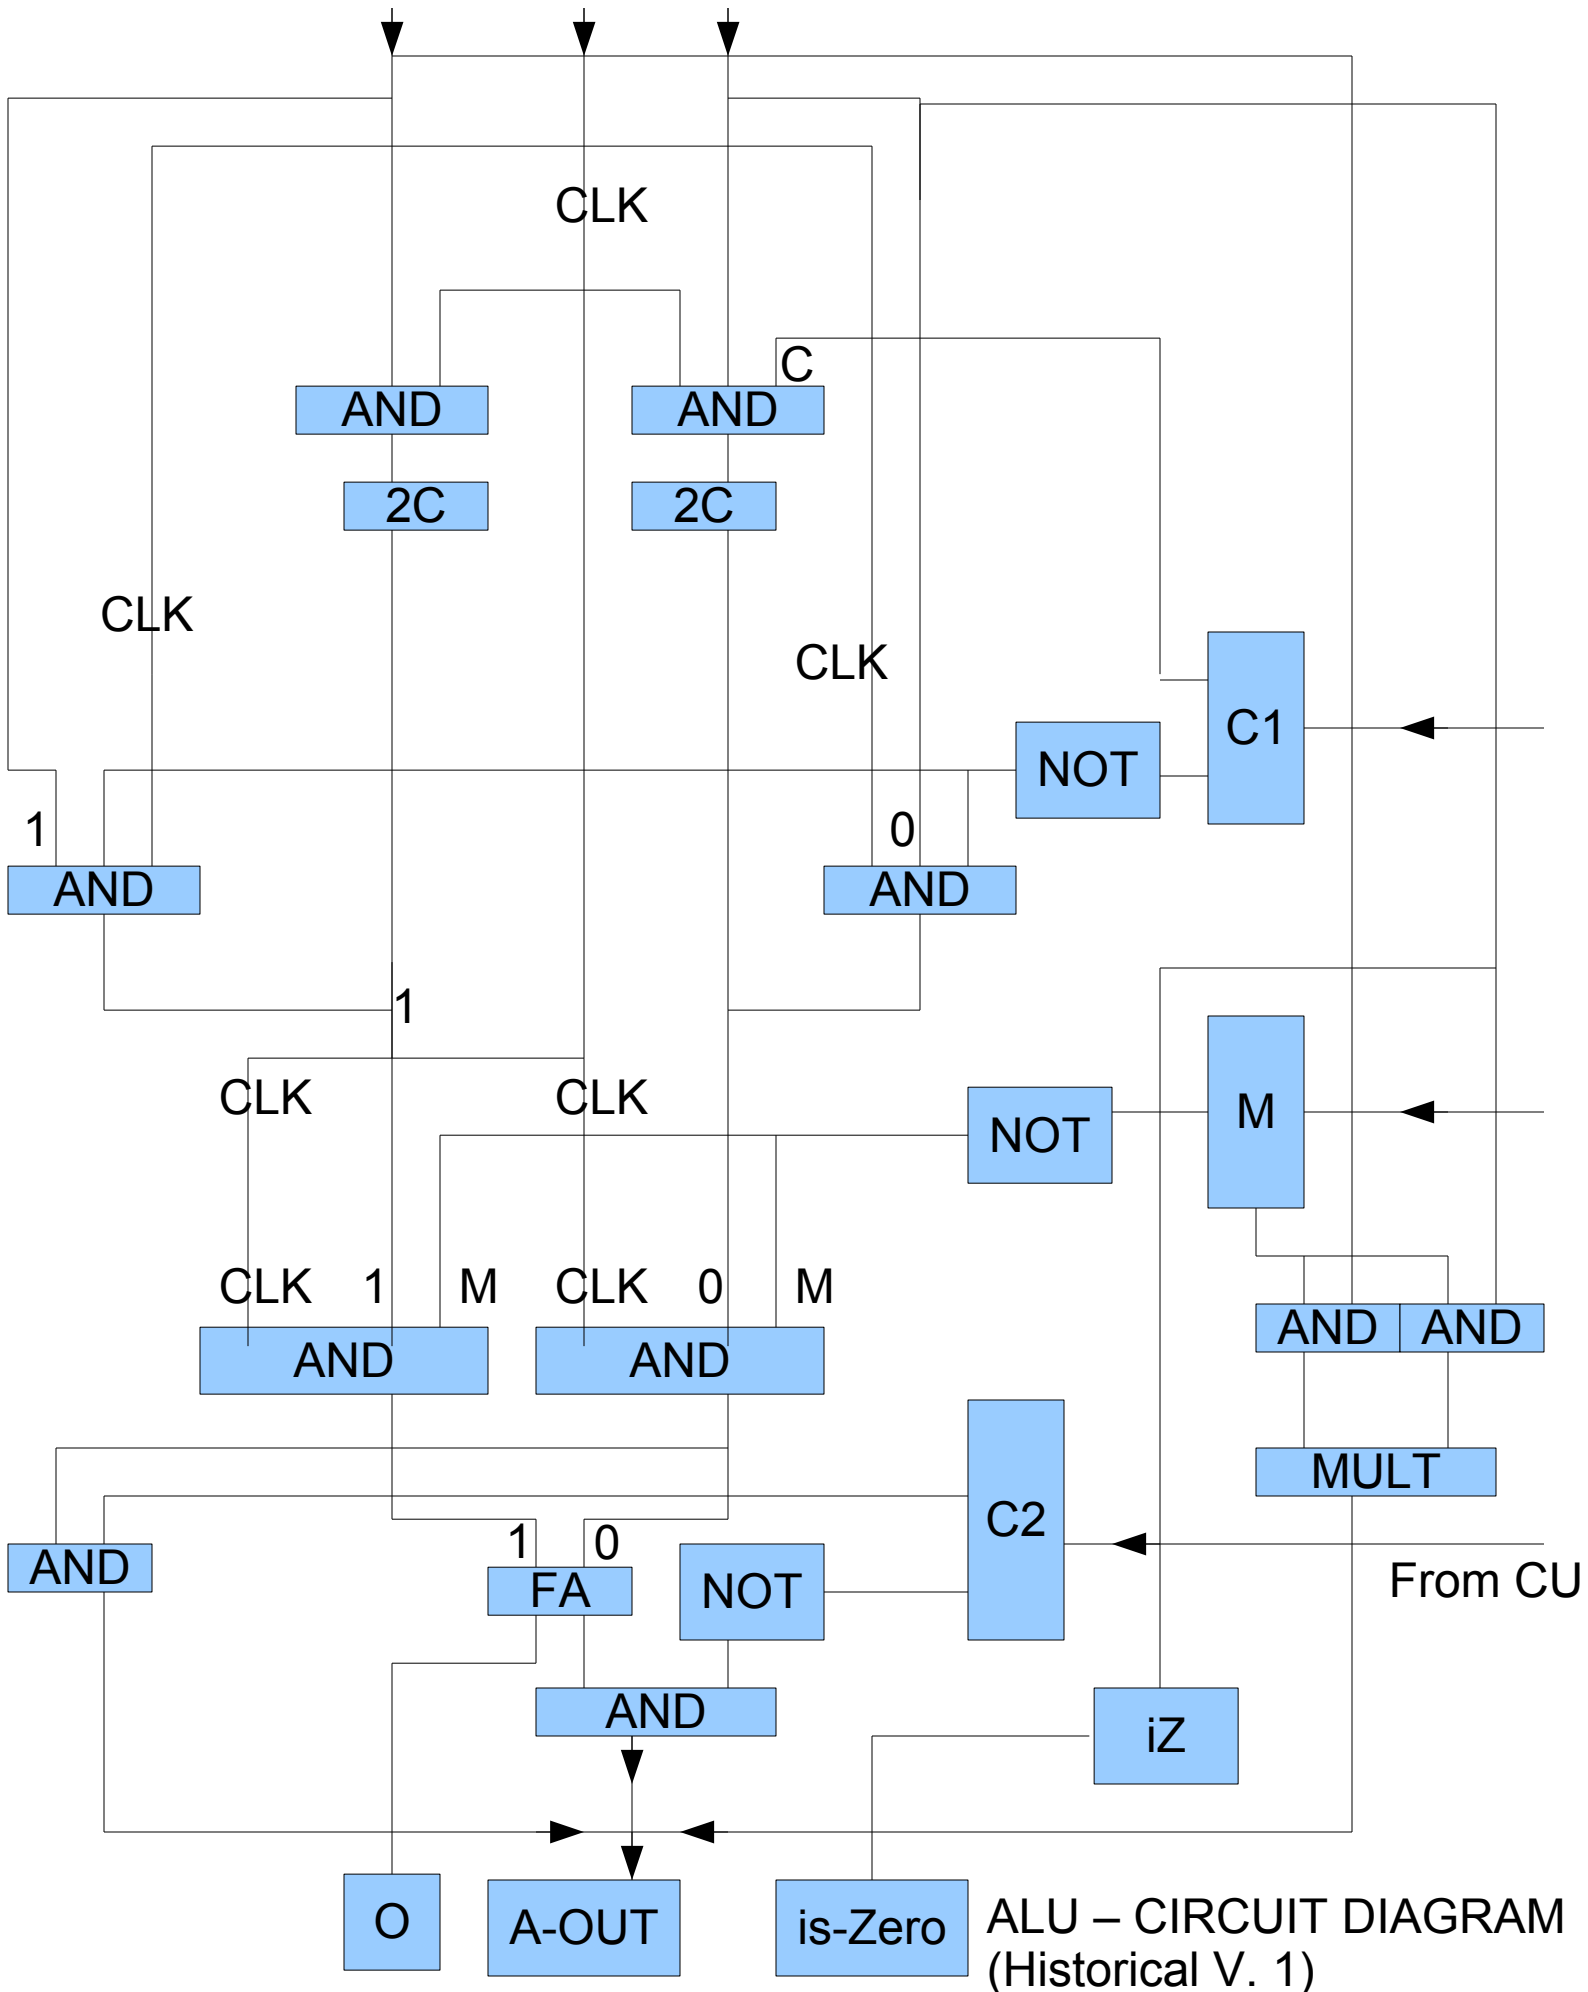 CLK
C
AND AND
2C 2C
CLK
CLK
C1
NOT
1 0
AND AND
1
CLK CLK
M
NOT
CLK 1 M CLK 0 M
AND AND
AND AND
MULT
C2
1 0
AND
FA
NOT
From CU
AND
iZ
O
A-OUT
is-Zero
ALU – CIRCUIT DIAGRAM
(Historical V. 1)